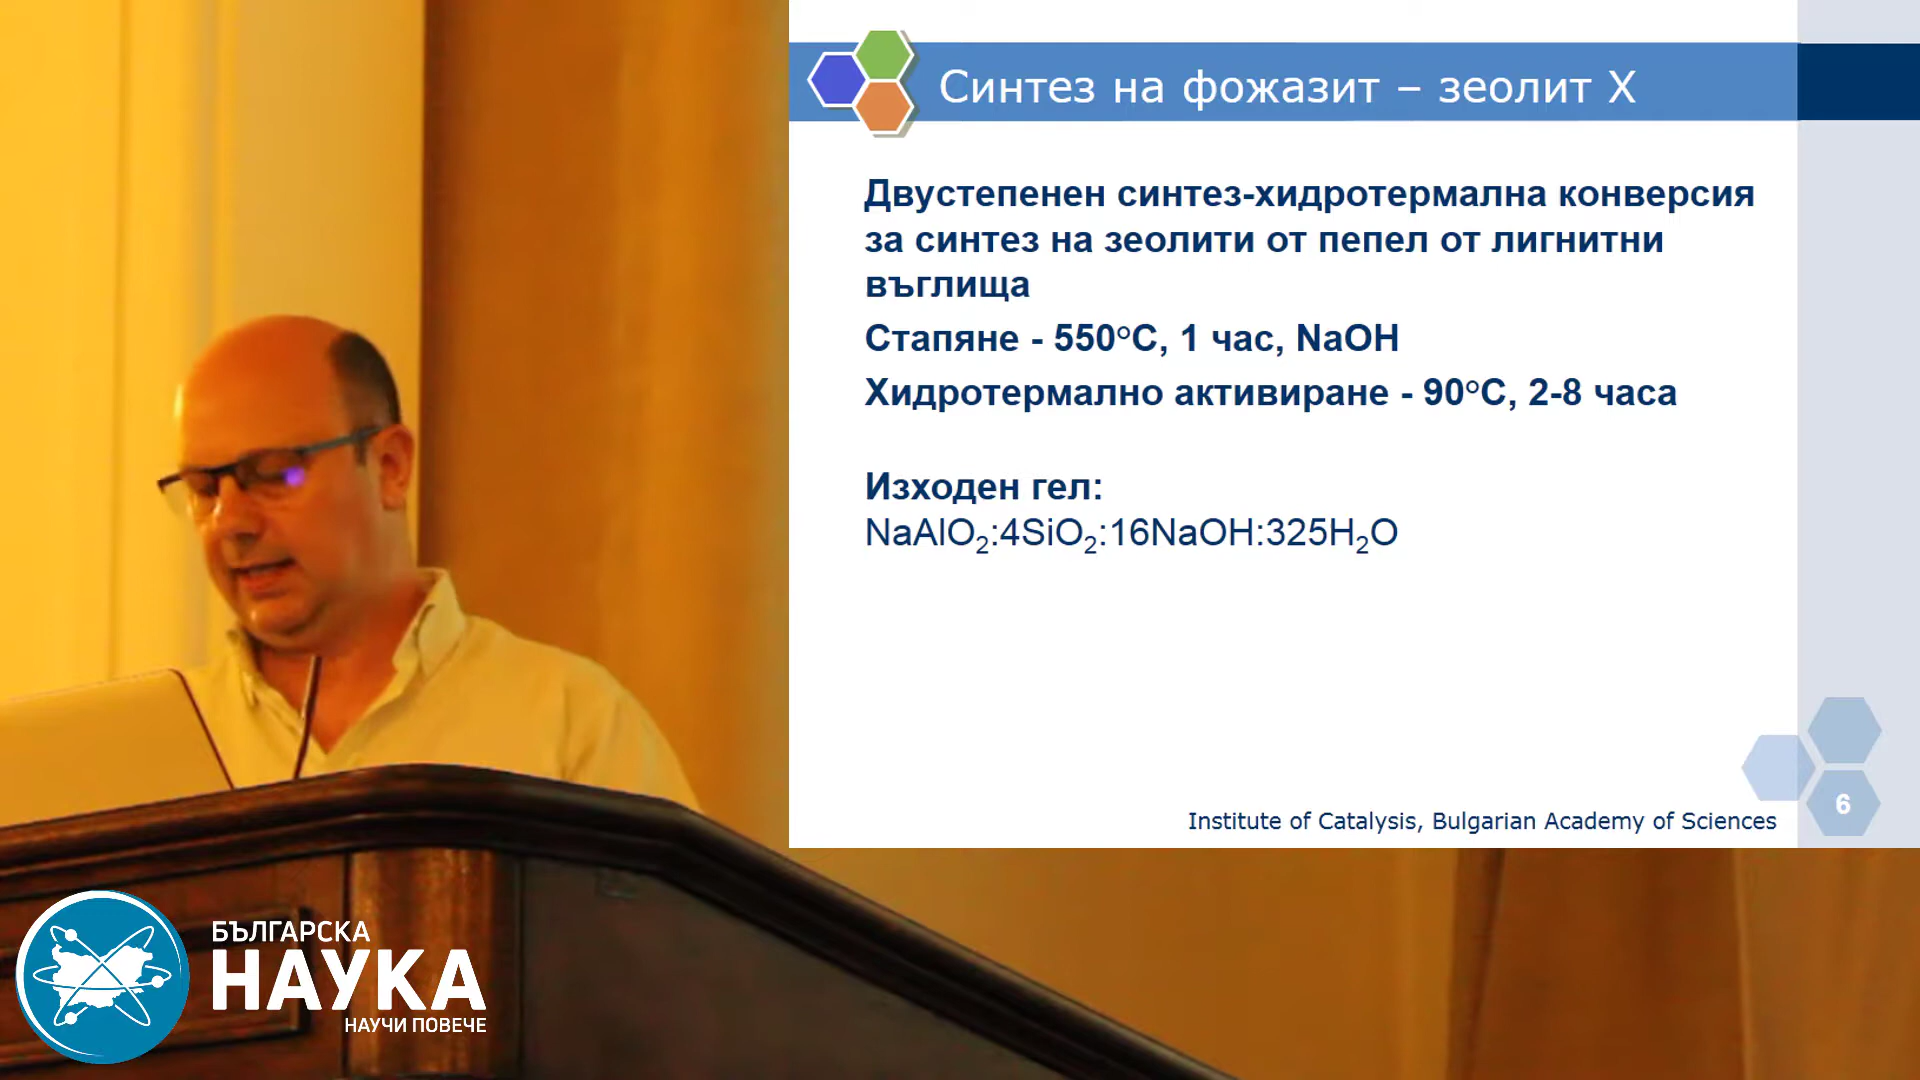 Синтез на фожазит – зеолит X
Двустепенен синтез-хидротермална конверсия
за синтез на зеолити от пепел от лигнитни
въглища
Стапяне - 550°C, 1 час, NaOH
Хидротермално активиране - 90°C, 2-8 часа
Изходен гел:
NaAlO₂:4SiO₂:16NaOH:325H₂O
6
Institute of Catalysis, Bulgarian Academy of Sciences
БЪЛГАРСКА
НАУКА
НАУЧИ ПОВЕЧЕ